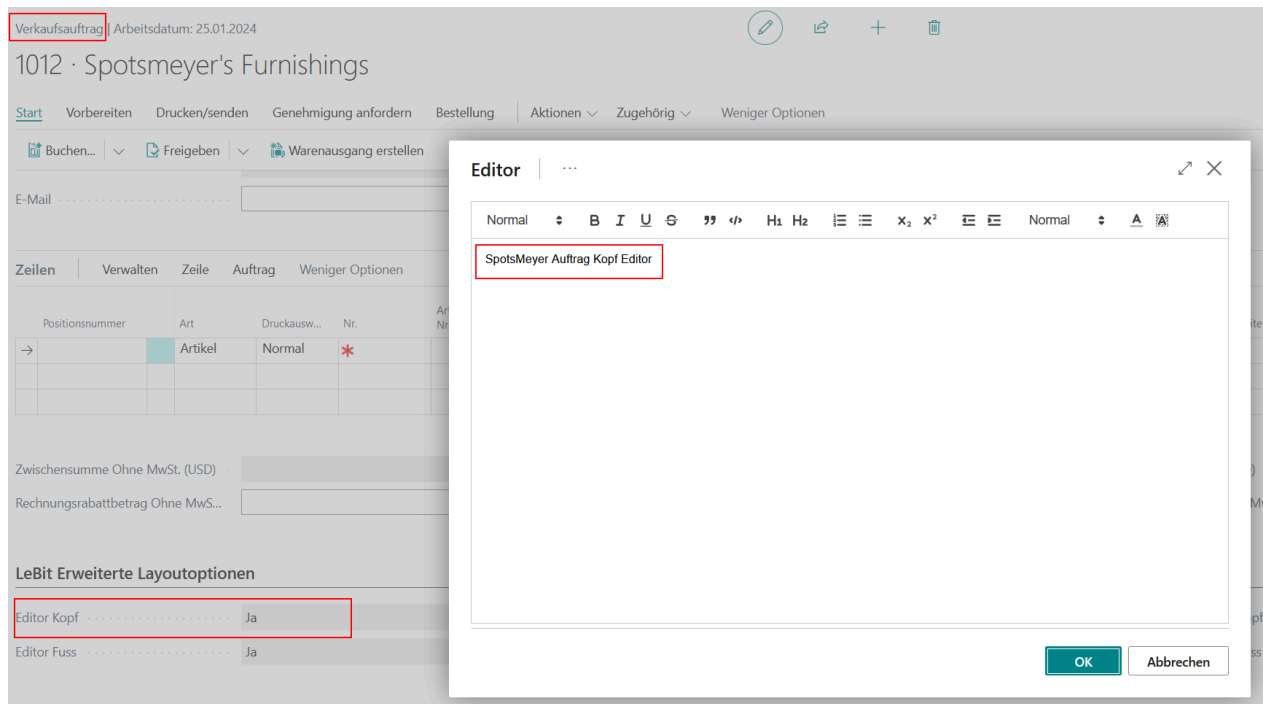 Verkaufsauftrag | Arbeitsdatum: 25.01.2024
1012 · Spotsmeyer's Furnishings
Start Vorbereiten Drucken/senden Genehmigung anfordern Bestellung Aktionen Zugehörig Weniger Optionen
Buchen... Freigeben Warenausgang erstellen
E-Mail
Zeilen Verwalten Zeile Auftrag Weniger Optionen
Positionsnummer Art Druckausw... Nr.
Artikel Normal
Zwischensumme Ohne MwSt. (USD)
Rechnungsrabattbetrag Ohne MwS...
LeBit Erweiterte Layoutoptionen
Editor Kopf Ja
Editor Fuss Ja
Editor ...
Normal B I U S H1 H2 X2 X² Normal A A
SpotsMeyer Auftrag Kopf Editor
OK Abbrechen